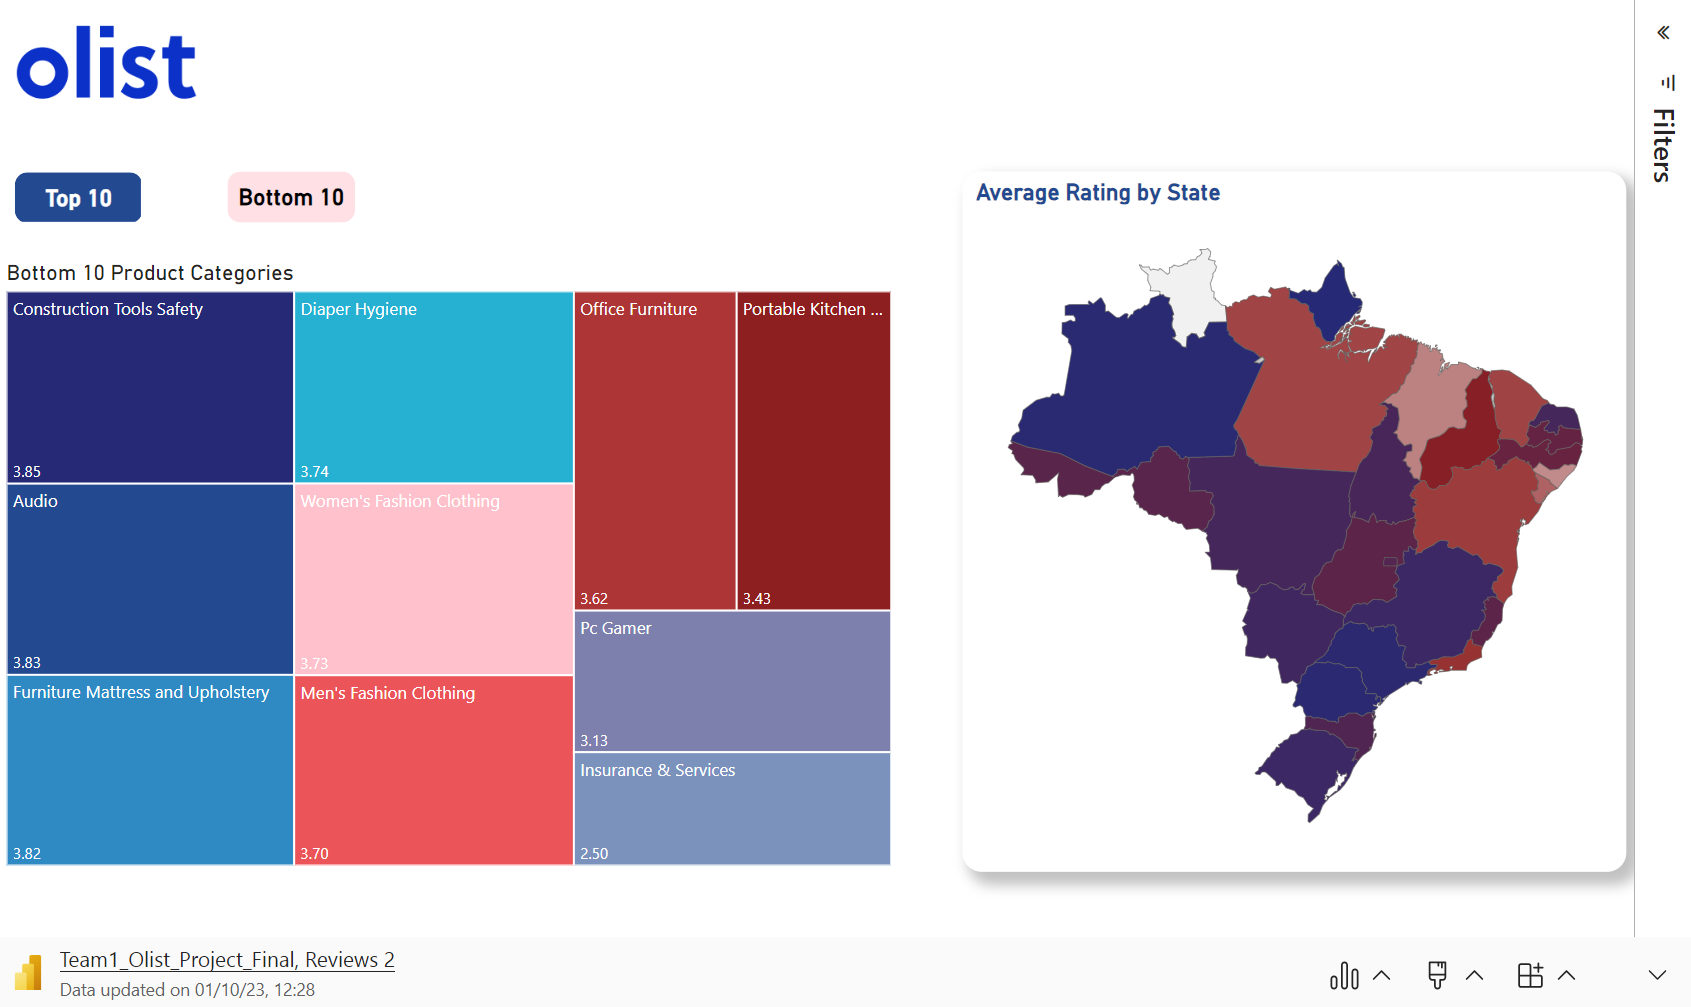 olist
Top 10
Bottom 10
Bottom 10 Product Categories
Construction Tools Safety
3.85
Audio
3.83
Furniture Mattress and Upholstery
3.82
Diaper Hygiene
3.74
Women's Fashion Clothing
3.73
Men's Fashion Clothing
3.70
Office Furniture
3.62
Portable Kitchen ...
3.43
Pc Gamer
3.13
Insurance & Services
2.50
Average Rating by State
Filters
Team1_Olist_Project_Final, Reviews 2
Data updated on 01/10/23, 12:28